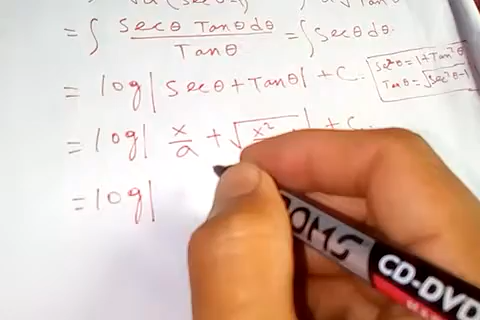 = ∫ Secθ Tanθ dθ / Tanθ = ∫ Secθ dθ.
= log| Secθ + Tanθ | + C.
Sec²θ = 1 + Tan²θ
Tanθ = √Sec²θ-1
= log| x/a + √x² | + C.
= log|
OMS
CD-DVD